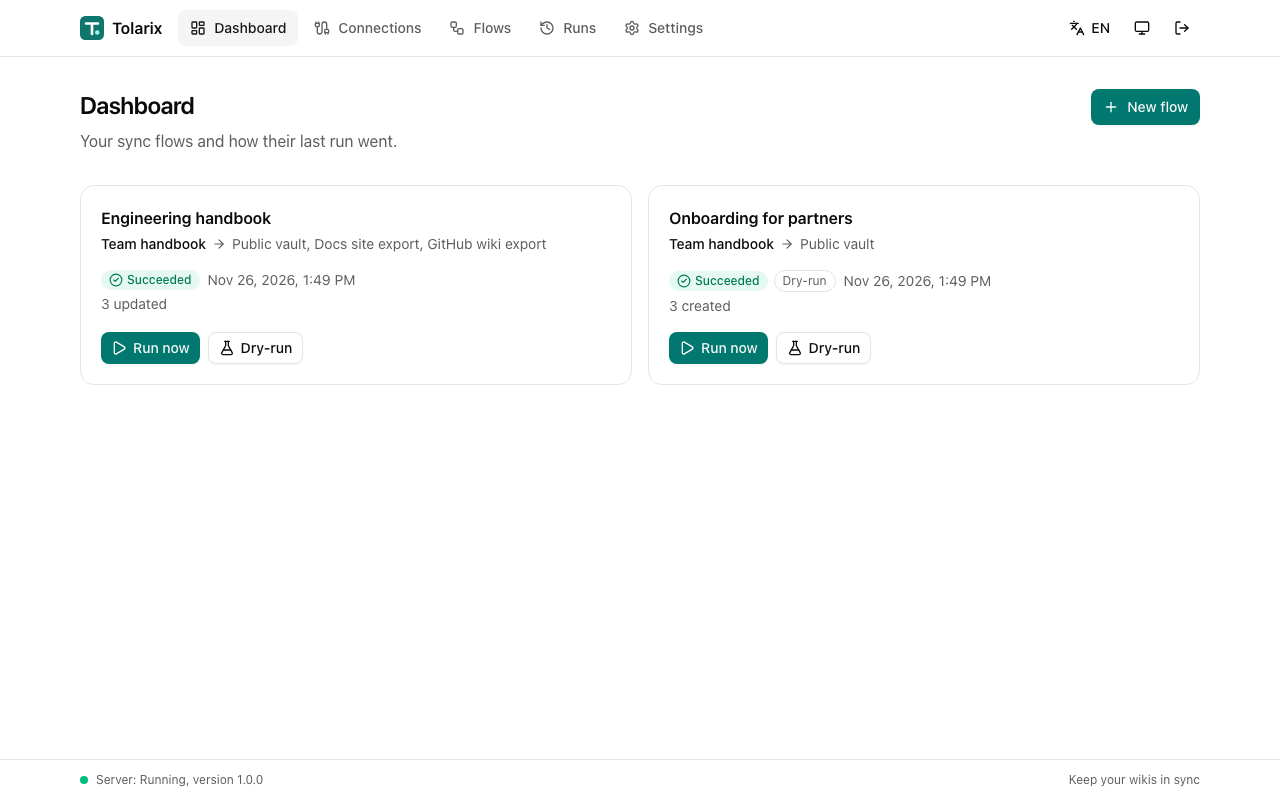 Tolarix Dashboard Connections Flows Runs Settings EN
Dashboard
New flow
Your sync flows and how their last run went.
Engineering handbook
Team handbook → Public vault, Docs site export, GitHub wiki export
Succeeded Nov 26, 2026, 1:49 PM
3 updated
Run now Dry-run
Onboarding for partners
Team handbook → Public vault
Succeeded Dry-run Nov 26, 2026, 1:49 PM
3 created
Run now Dry-run
Server: Running, version 1.0.0
Keep your wikis in sync